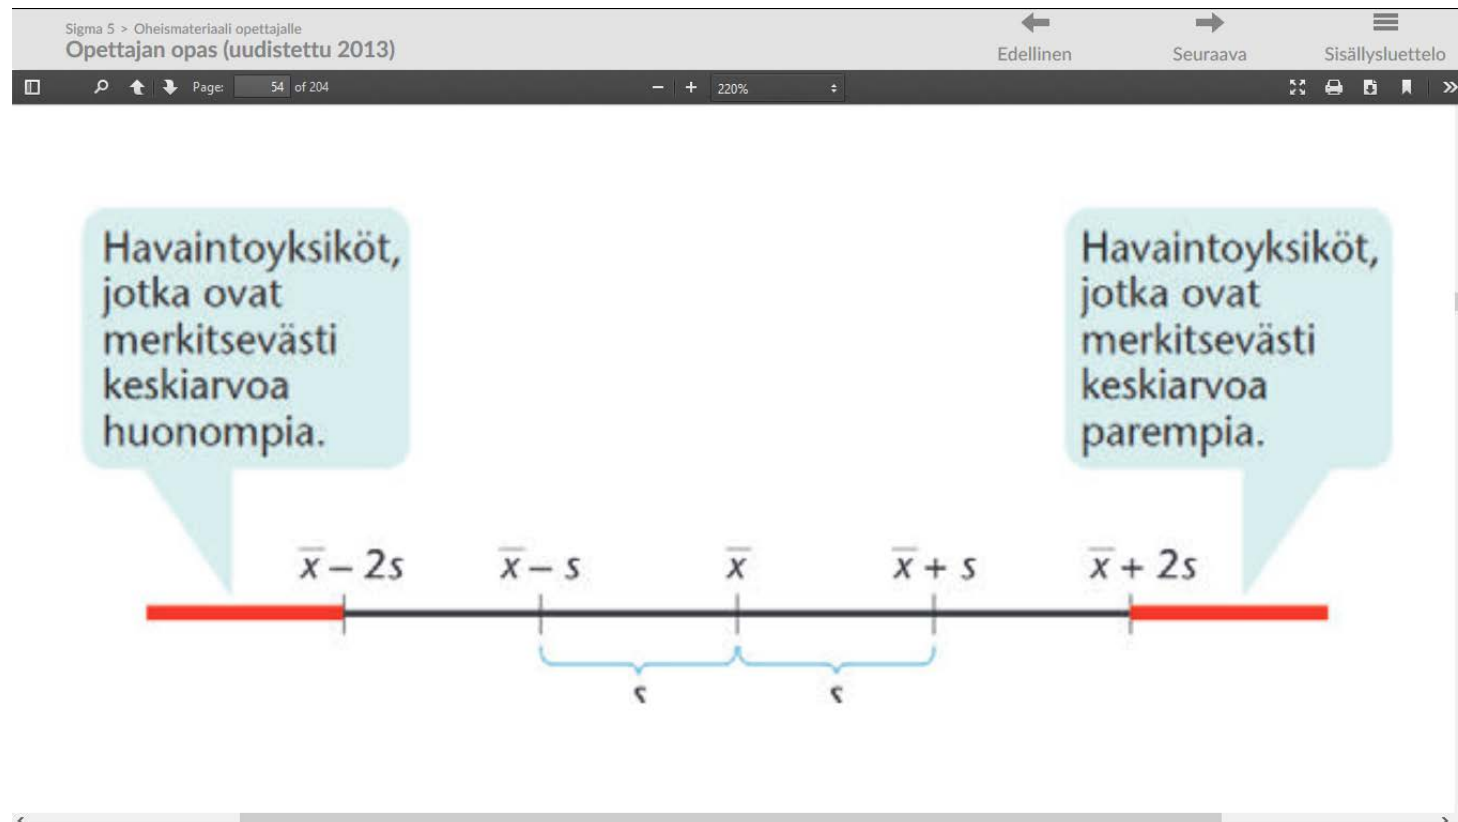 Sigma 5 > Oheismateriaali opettajalle
Opettajan opas (uudistettu 2013)
Edellinen
Seuraava
Sisällysluettelo
Page: 54 of 204
220%
Havaintoyksiköt,
jotka ovat
merkitsevästi
keskiarvoa
huonompia.
Havaintoyksiköt,
jotka ovat
merkitsevästi
keskiarvoa
parempia.
x̅ – 2s x̅ – s x̅ x̅ + s x̅ + 2s
s s